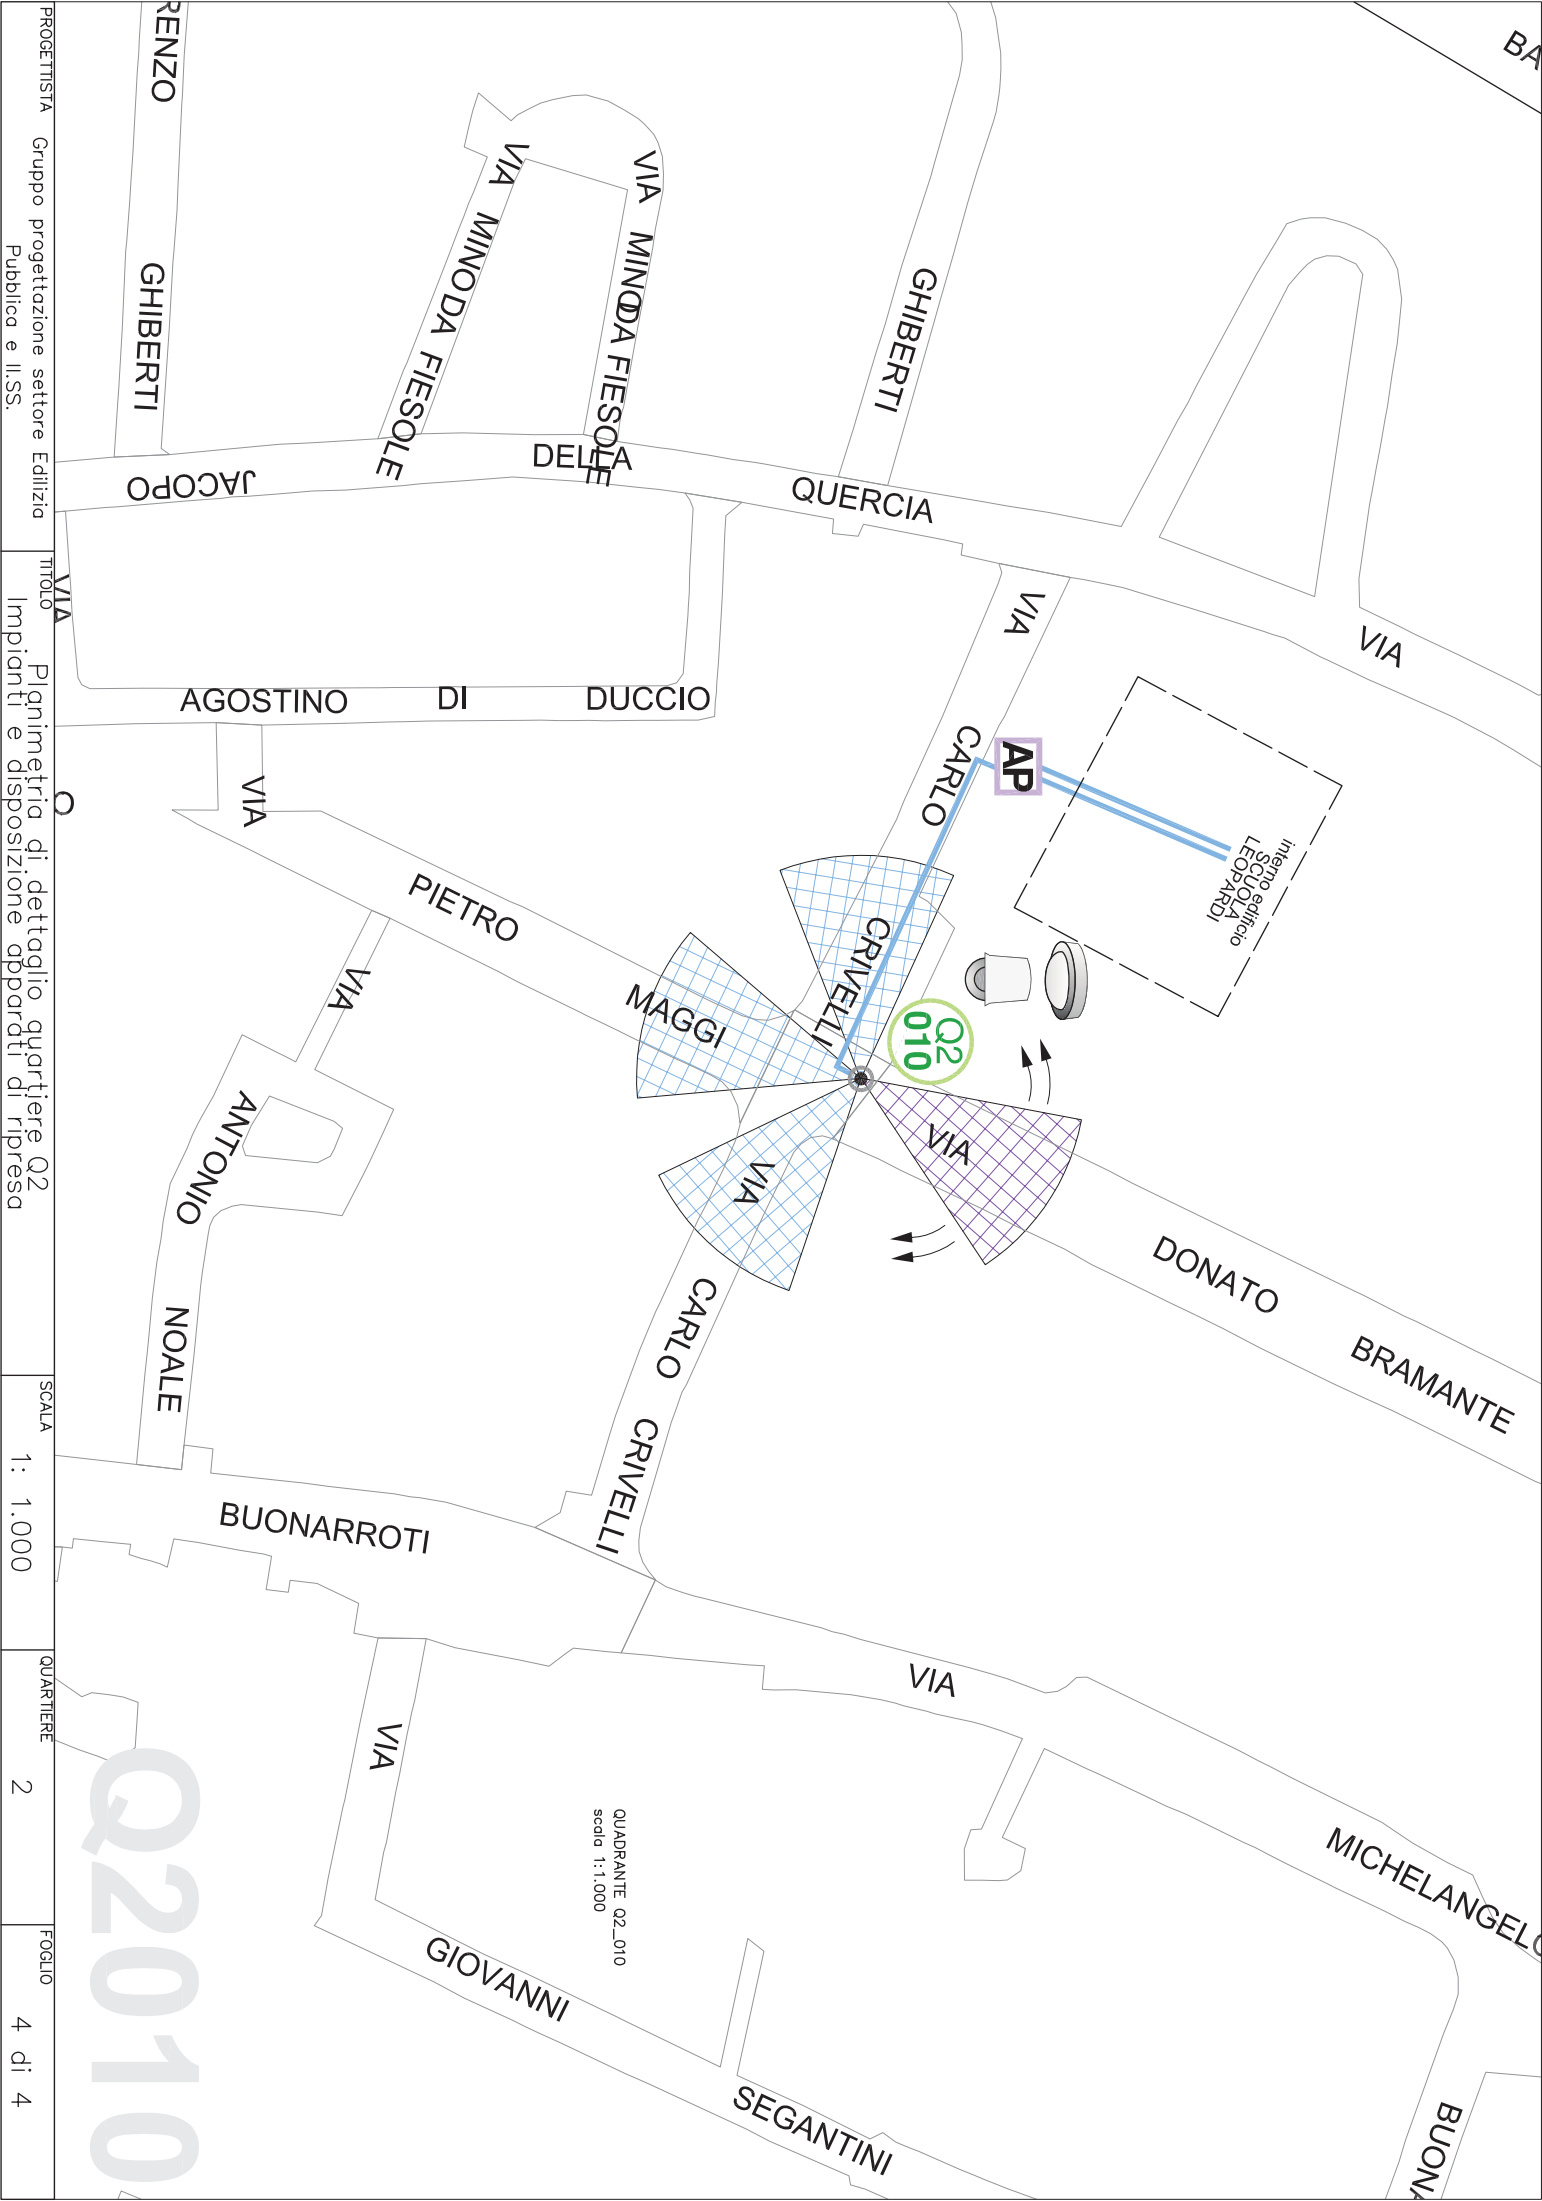 BA
RENZO
GHIBERTI
VIA MINO DA FIESOLE
VIA MINO DA FIESOLE
GHIBERTI
JACOPO
DELLA
QUERCIA
VIA
VIA
AGOSTINO DI DUCCIO
VIA
CARLO
CRIVELLI
AP
interno edificio
SCUOLA
LEOPARDI
Q2
010
O
VIA
PIETRO
MAGGI
VIA
DONATO
BRAMANTE
VIA
ANTONIO
NOALE
VIA
CARLO
CRIVELLI
BUONARROTI
VIA
MICHELANGELO
BUONA
VIA
GIOVANNI
SEGANTINI
QUADRANTE Q2_010
scala 1:1.000
Q2010
PROGETTISTA
Gruppo progettazione settore Edilizia
Pubblica e II.SS.
TITOLO
Planimetria di dettaglio quartiere Q2
Impianti e disposizione apparati di ripresa
SCALA
1: 1.000
QUARTIERE
2
FOGLIO
4 di 4